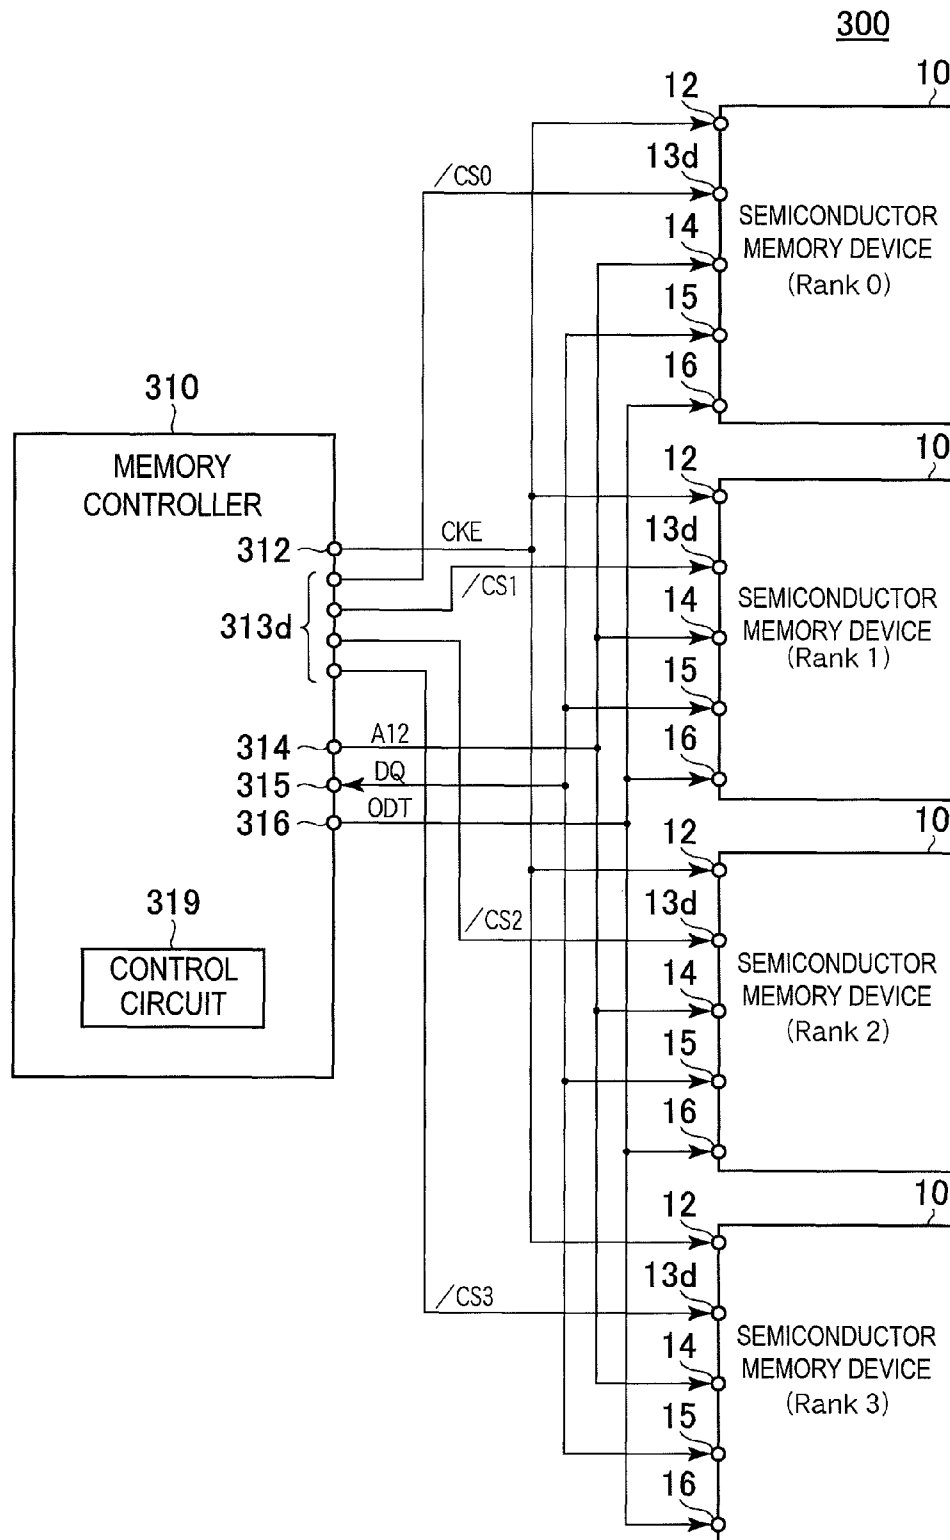 300
10
12
13d
/CS0
14
15
16
SEMICONDUCTOR
MEMORY DEVICE
(Rank 0)
310
MEMORY
CONTROLLER
312
313d
314
315
316
CKE
/CS1
A12
DQ
ODT
319
CONTROL
CIRCUIT
10
12
13d
14
15
16
SEMICONDUCTOR
MEMORY DEVICE
(Rank 1)
10
12
13d
/CS2
14
15
16
SEMICONDUCTOR
MEMORY DEVICE
(Rank 2)
10
12
13d
/CS3
14
15
16
SEMICONDUCTOR
MEMORY DEVICE
(Rank 3)